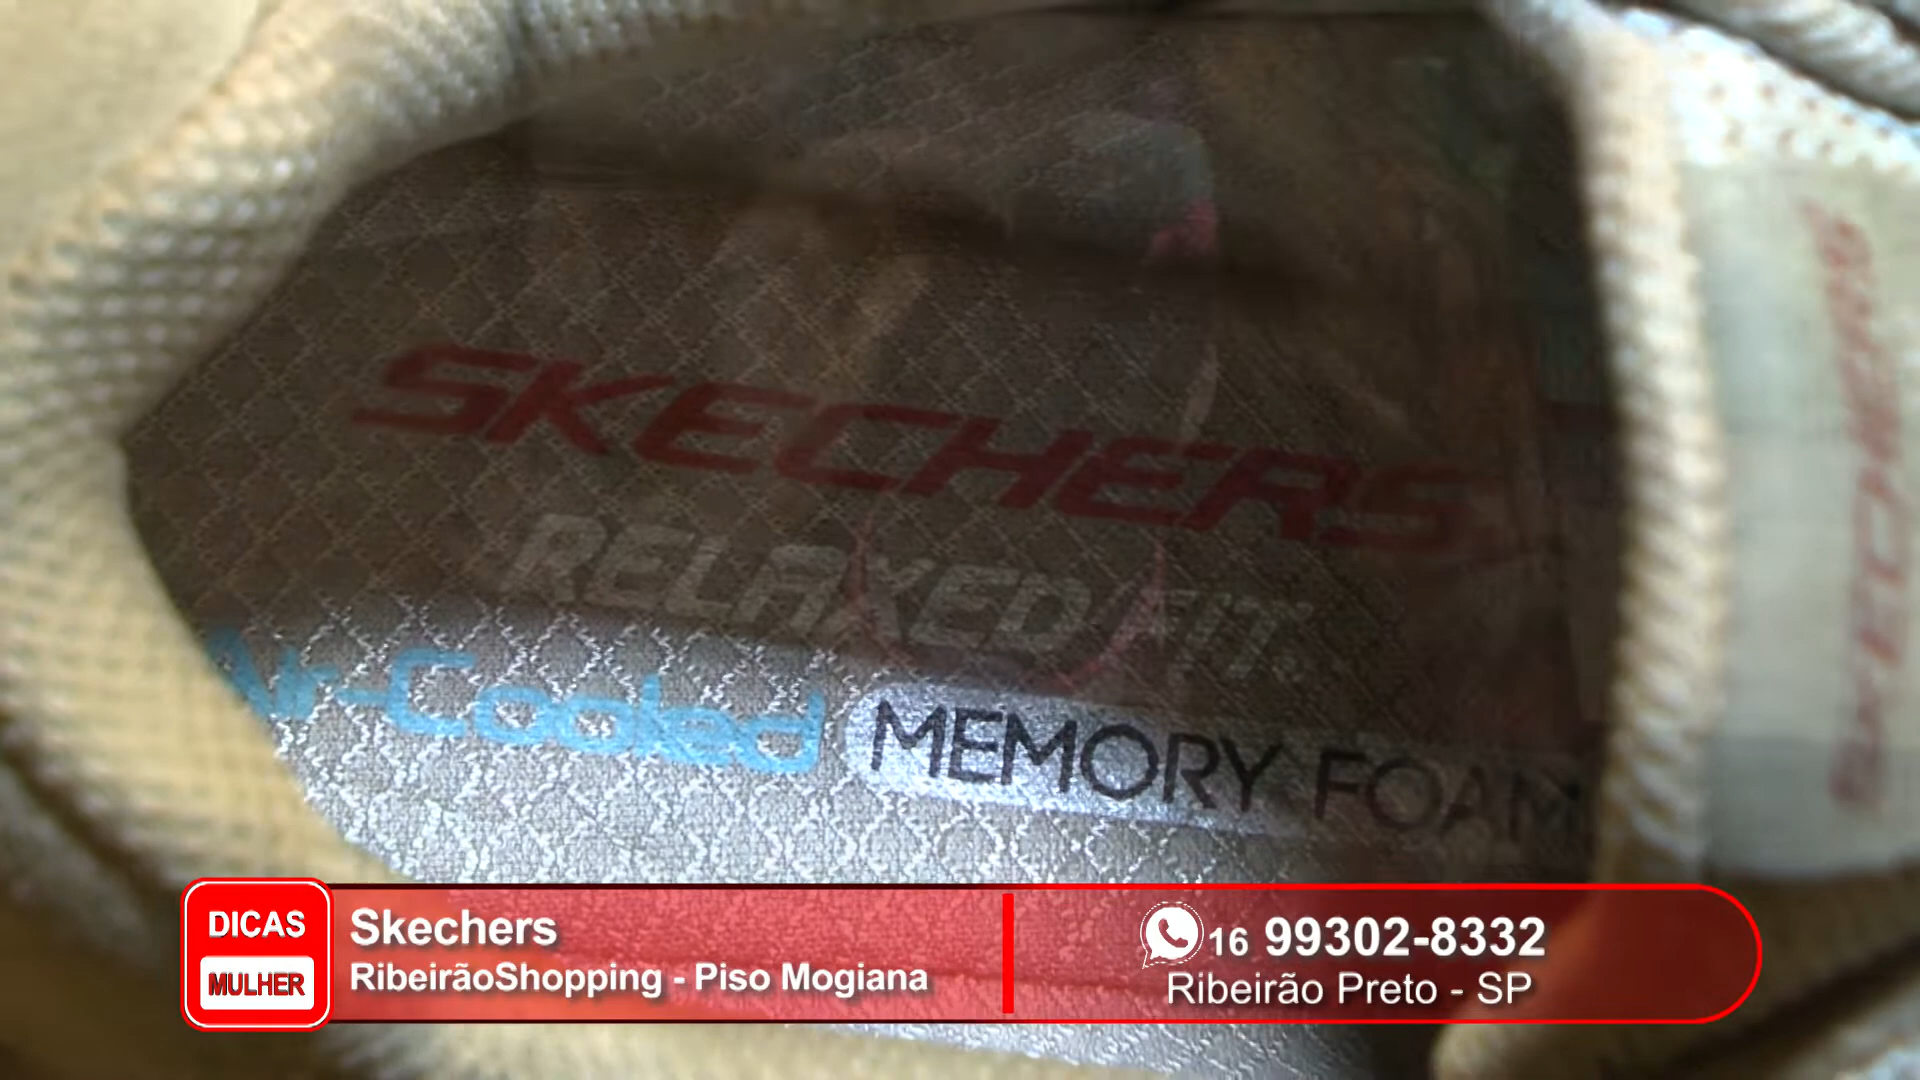 SKECHERS
RELAXED FIT.
Air-Cooled MEMORY FOAM
SKECHERS
DICAS
MULHER
Skechers
RibeirãoShopping - Piso Mogiana
16 99302-8332
Ribeirão Preto - SP